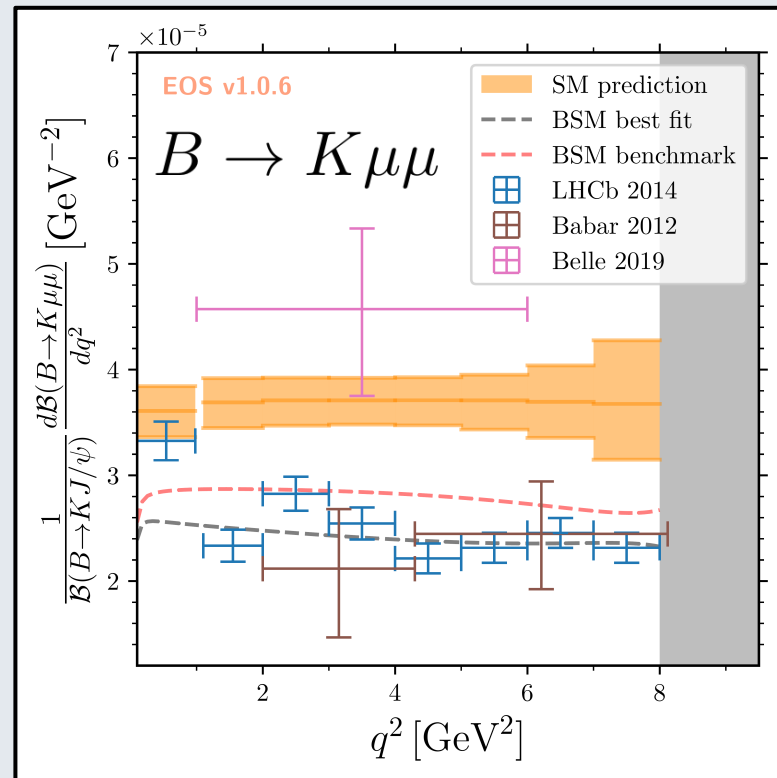 ×10⁻⁵
EOS v1.0.6
B → Kμμ
SM prediction
BSM best fit
BSM benchmark
LHCb 2014
Babar 2012
Belle 2019
7
6
5
4
3
2
1/𝓑(B→KJ/ψ) d𝓑(B→Kμμ)/dq² [GeV⁻²]
2 4 6 8
q² [GeV²]